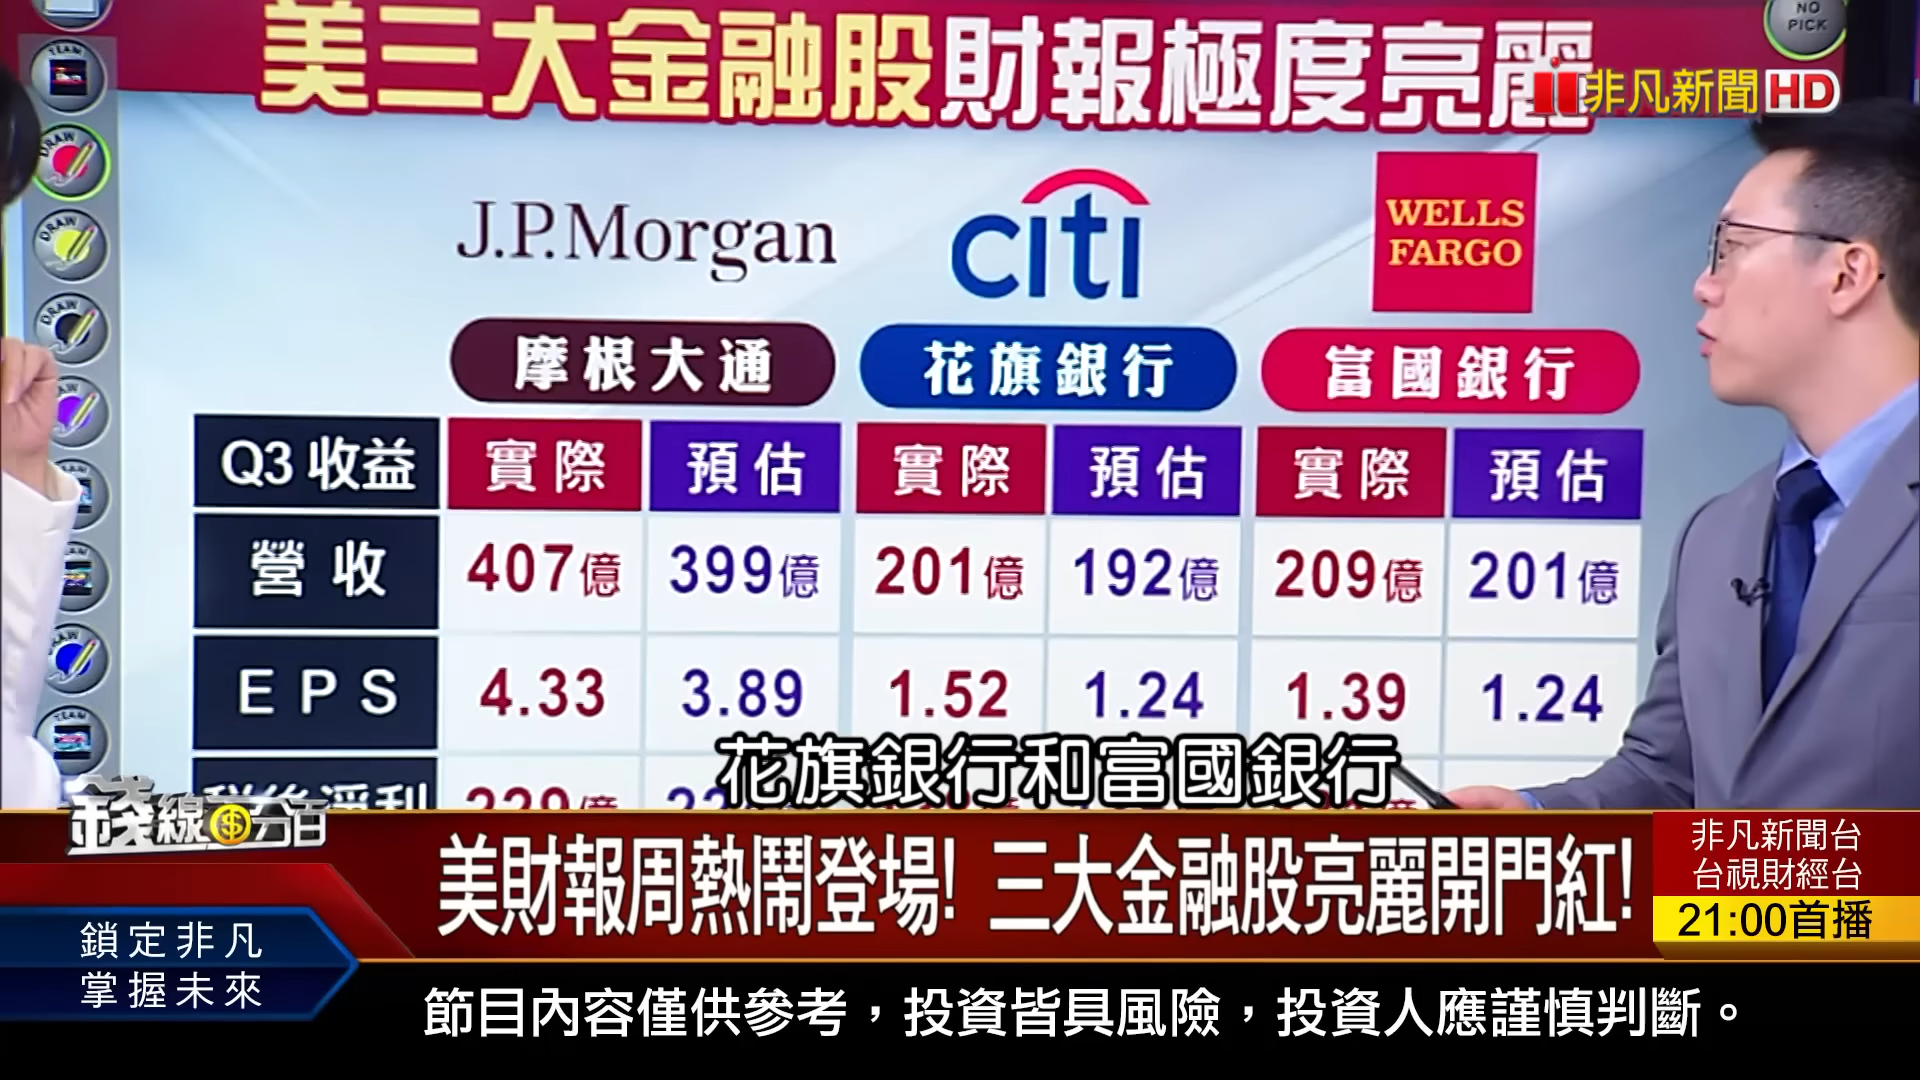 美三大金融股財報極度亮麗
NO PICK
非凡新聞HD
TEAM
DRAW
DRAW
DRAW
J.P.Morgan
citi
WELLS FARGO
摩根大通 花旗銀行 富國銀行
Q3收益 實際 預估 實際 預估 實際 預估
營收 407億 399億 201億 192億 209億 201億
EPS 4.33 3.89 1.52 1.24 1.39 1.24
稅後淨利
花旗銀行和富國銀行
錢線百分百
美財報周熱鬧登場! 三大金融股亮麗開門紅!
非凡新聞台
台視財經台
21:00首播
鎖定非凡
掌握未來
節目內容僅供參考，投資皆具風險，投資人應謹慎判斷。